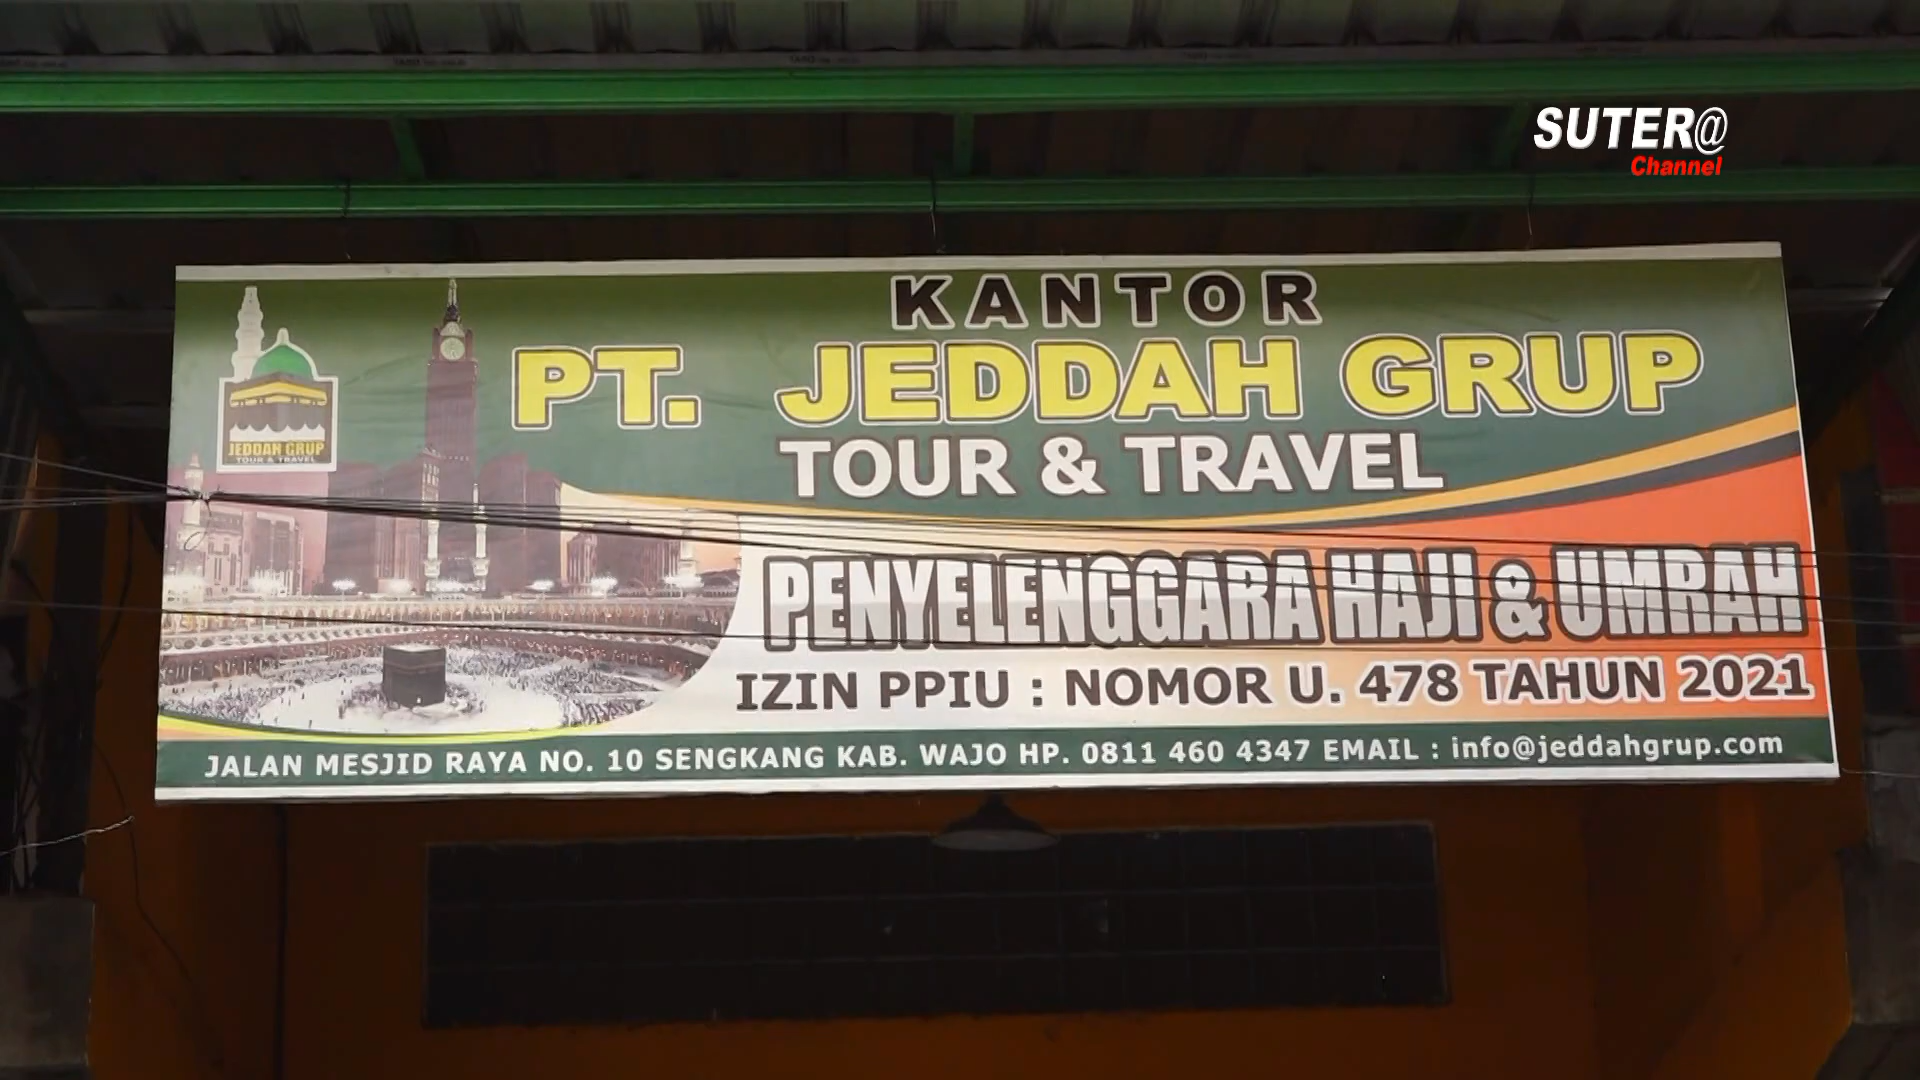 SUTER@
Channel
KANTOR
PT. JEDDAH GRUP
TOUR & TRAVEL
JEDDAH GRUP
TOUR & TRAVEL
PENYELENGGARA HAJI & UMRAH
IZIN PPIU : NOMOR U. 478 TAHUN 2021
JALAN MESJID RAYA NO. 10 SENGKANG KAB. WAJO HP. 0811 460 4347 EMAIL : info@jeddahgrup.com